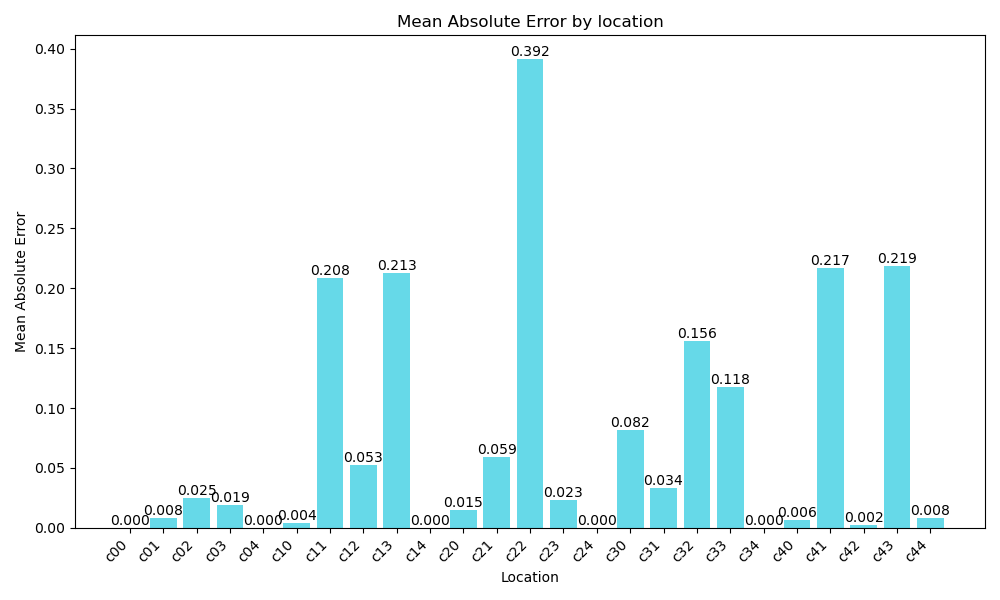 Mean Absolute Error by location
Mean Absolute Error
0.40
0.35
0.30
0.25
0.20
0.15
0.10
0.05
0.00
0.000
0.008
0.025
0.019
0.000
0.004
0.208
0.053
0.213
0.000
0.015
0.059
0.392
0.023
0.000
0.082
0.034
0.156
0.118
0.000
0.006
0.217
0.002
0.219
0.008
c00
c01
c02
c03
c04
c10
c11
c12
c13
c14
c20
c21
c22
c23
c24
c30
c31
c32
c33
c34
c40
c41
c42
c43
c44
Location